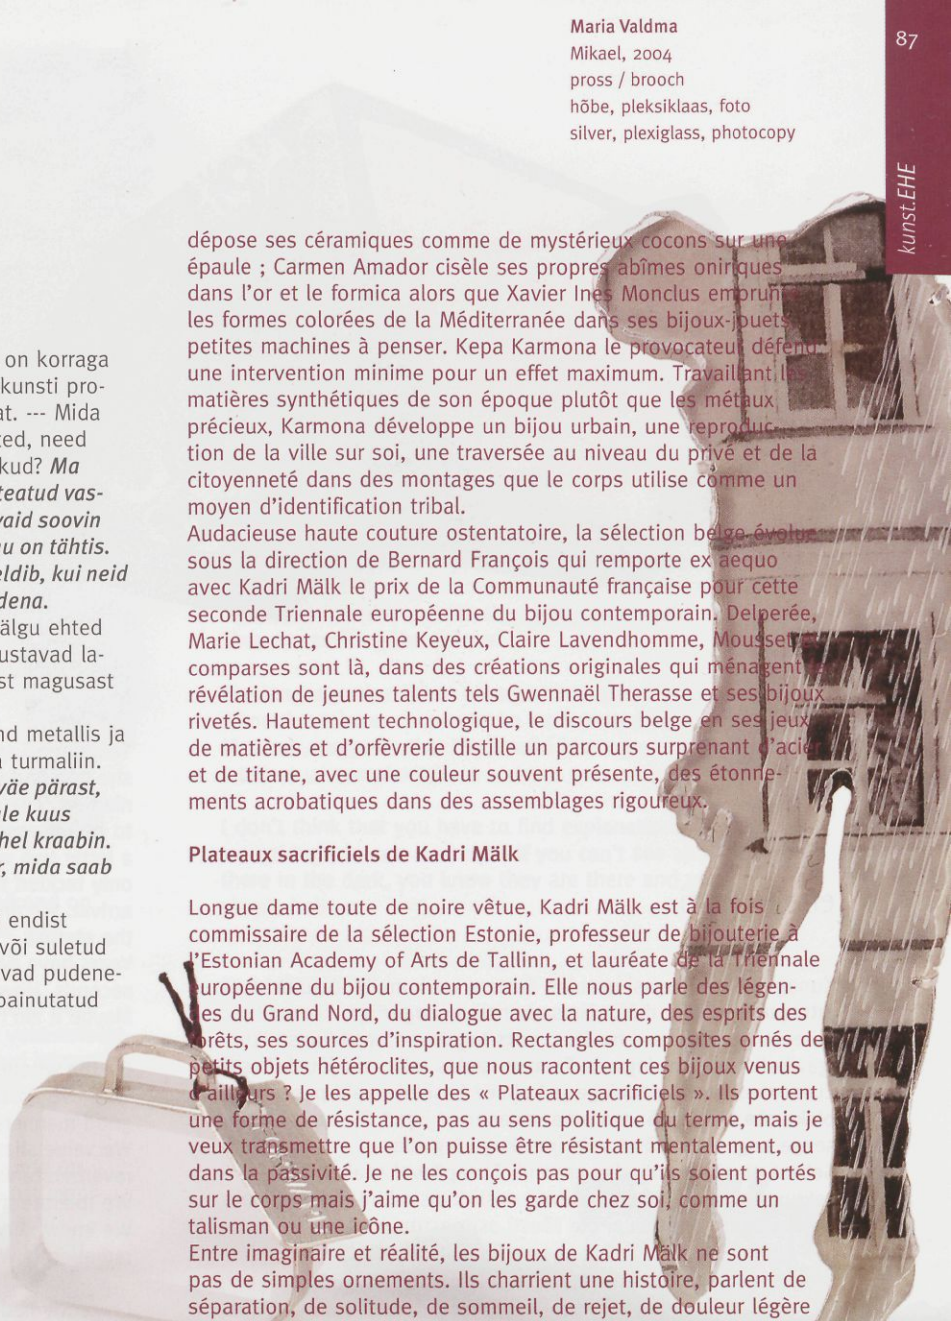 Maria Valdma
Mikael, 2004
pross / brooch
hõbe, pleksiklaas, foto
silver, plexiglass, photocopy
87
kunst.EHE
on korraga
kunsti pro-
at. --- Mida
ted, need
kud? Ma
teatud vas-
vaid soovin
u on tähtis.
eldib, kui neid
dena.
älgu ehted
ustavad la-
st magusast
nd metallis ja
a turmaliin.
väe pärast,
le kuus
hel kraabin.
r, mida saab
endist
või suletud
vad pudene-
painutatud
dépose ses céramiques comme de mystérieux cocons sur une
épaule ; Carmen Amador cisèle ses propres abîmes oniriques
dans l'or et le formica alors que Xavier Ines Monclus emprunte
les formes colorées de la Méditerranée dans ses bijoux-jouets,
petites machines à penser. Kepa Karmona le provocateur défend
une intervention minime pour un effet maximum. Travaillant les
matières synthétiques de son époque plutôt que les métaux
précieux, Karmona développe un bijou urbain, une reproduc-
tion de la ville sur soi, une traversée au niveau du privé et de la
citoyenneté dans des montages que le corps utilise comme un
moyen d'identification tribal.
Audacieuse haute couture ostentatoire, la sélection belge évolue
sous la direction de Bernard François qui remporte ex aequo
avec Kadri Mälk le prix de la Communauté française pour cette
seconde Triennale européenne du bijou contemporain. Delperée,
Marie Lechat, Christine Keyeux, Claire Lavendhomme, Mousset &
comparses sont là, dans des créations originales qui ménagent la
révélation de jeunes talents tels Gwennaël Therasse et ses bijoux
rivetés. Hautement technologique, le discours belge en ses jeux
de matières et d'orfèvrerie distille un parcours surprenant d'acier
et de titane, avec une couleur souvent présente, des étonne-
ments acrobatiques dans des assemblages rigoureux.
Plateaux sacrificiels de Kadri Mälk
Longue dame toute de noire vêtue, Kadri Mälk est à la fois
commissaire de la sélection Estonie, professeur de bijouterie à
l'Estonian Academy of Arts de Tallinn, et lauréate de la Triennale
européenne du bijou contemporain. Elle nous parle des légen-
des du Grand Nord, du dialogue avec la nature, des esprits des
forêts, ses sources d'inspiration. Rectangles composites ornés de
petits objets hétéroclites, que nous racontent ces bijoux venus
d'ailleurs ? Je les appelle des « Plateaux sacrificiels ». Ils portent
une forme de résistance, pas au sens politique du terme, mais je
veux transmettre que l'on puisse être résistant mentalement, ou
dans la passivité. Je ne les conçois pas pour qu'ils soient portés
sur le corps mais j'aime qu'on les garde chez soi, comme un
talisman ou une icône.
Entre imaginaire et réalité, les bijoux de Kadri Mälk ne sont
pas de simples ornements. Ils charrient une histoire, parlent de
séparation, de solitude, de sommeil, de rejet, de douleur légère